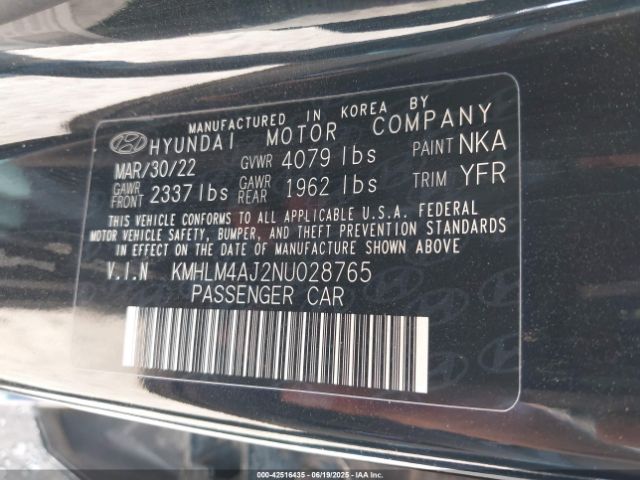 MANUFACTURED IN KOREA BY
HYUNDAI MOTOR COMPANY
MAR/30/22 GVWR 4079 lbs PAINT NKA
GAWR FRONT 2337 lbs GAWR REAR 1962 lbs TRIM YFR
THIS VEHICLE CONFORMS TO ALL APPLICABLE U.S.A. FEDERAL
MOTOR VEHICLE SAFETY, BUMPER, AND THEFT PREVENTION STANDARDS
IN EFFECT ON THE DATE OF MANUFACTURE SHOWN ABOVE.
V.I.N KMHLM4AJ2NU028765
PASSENGER CAR
000-42516435 - 06/19/2025 - IAAI.COM